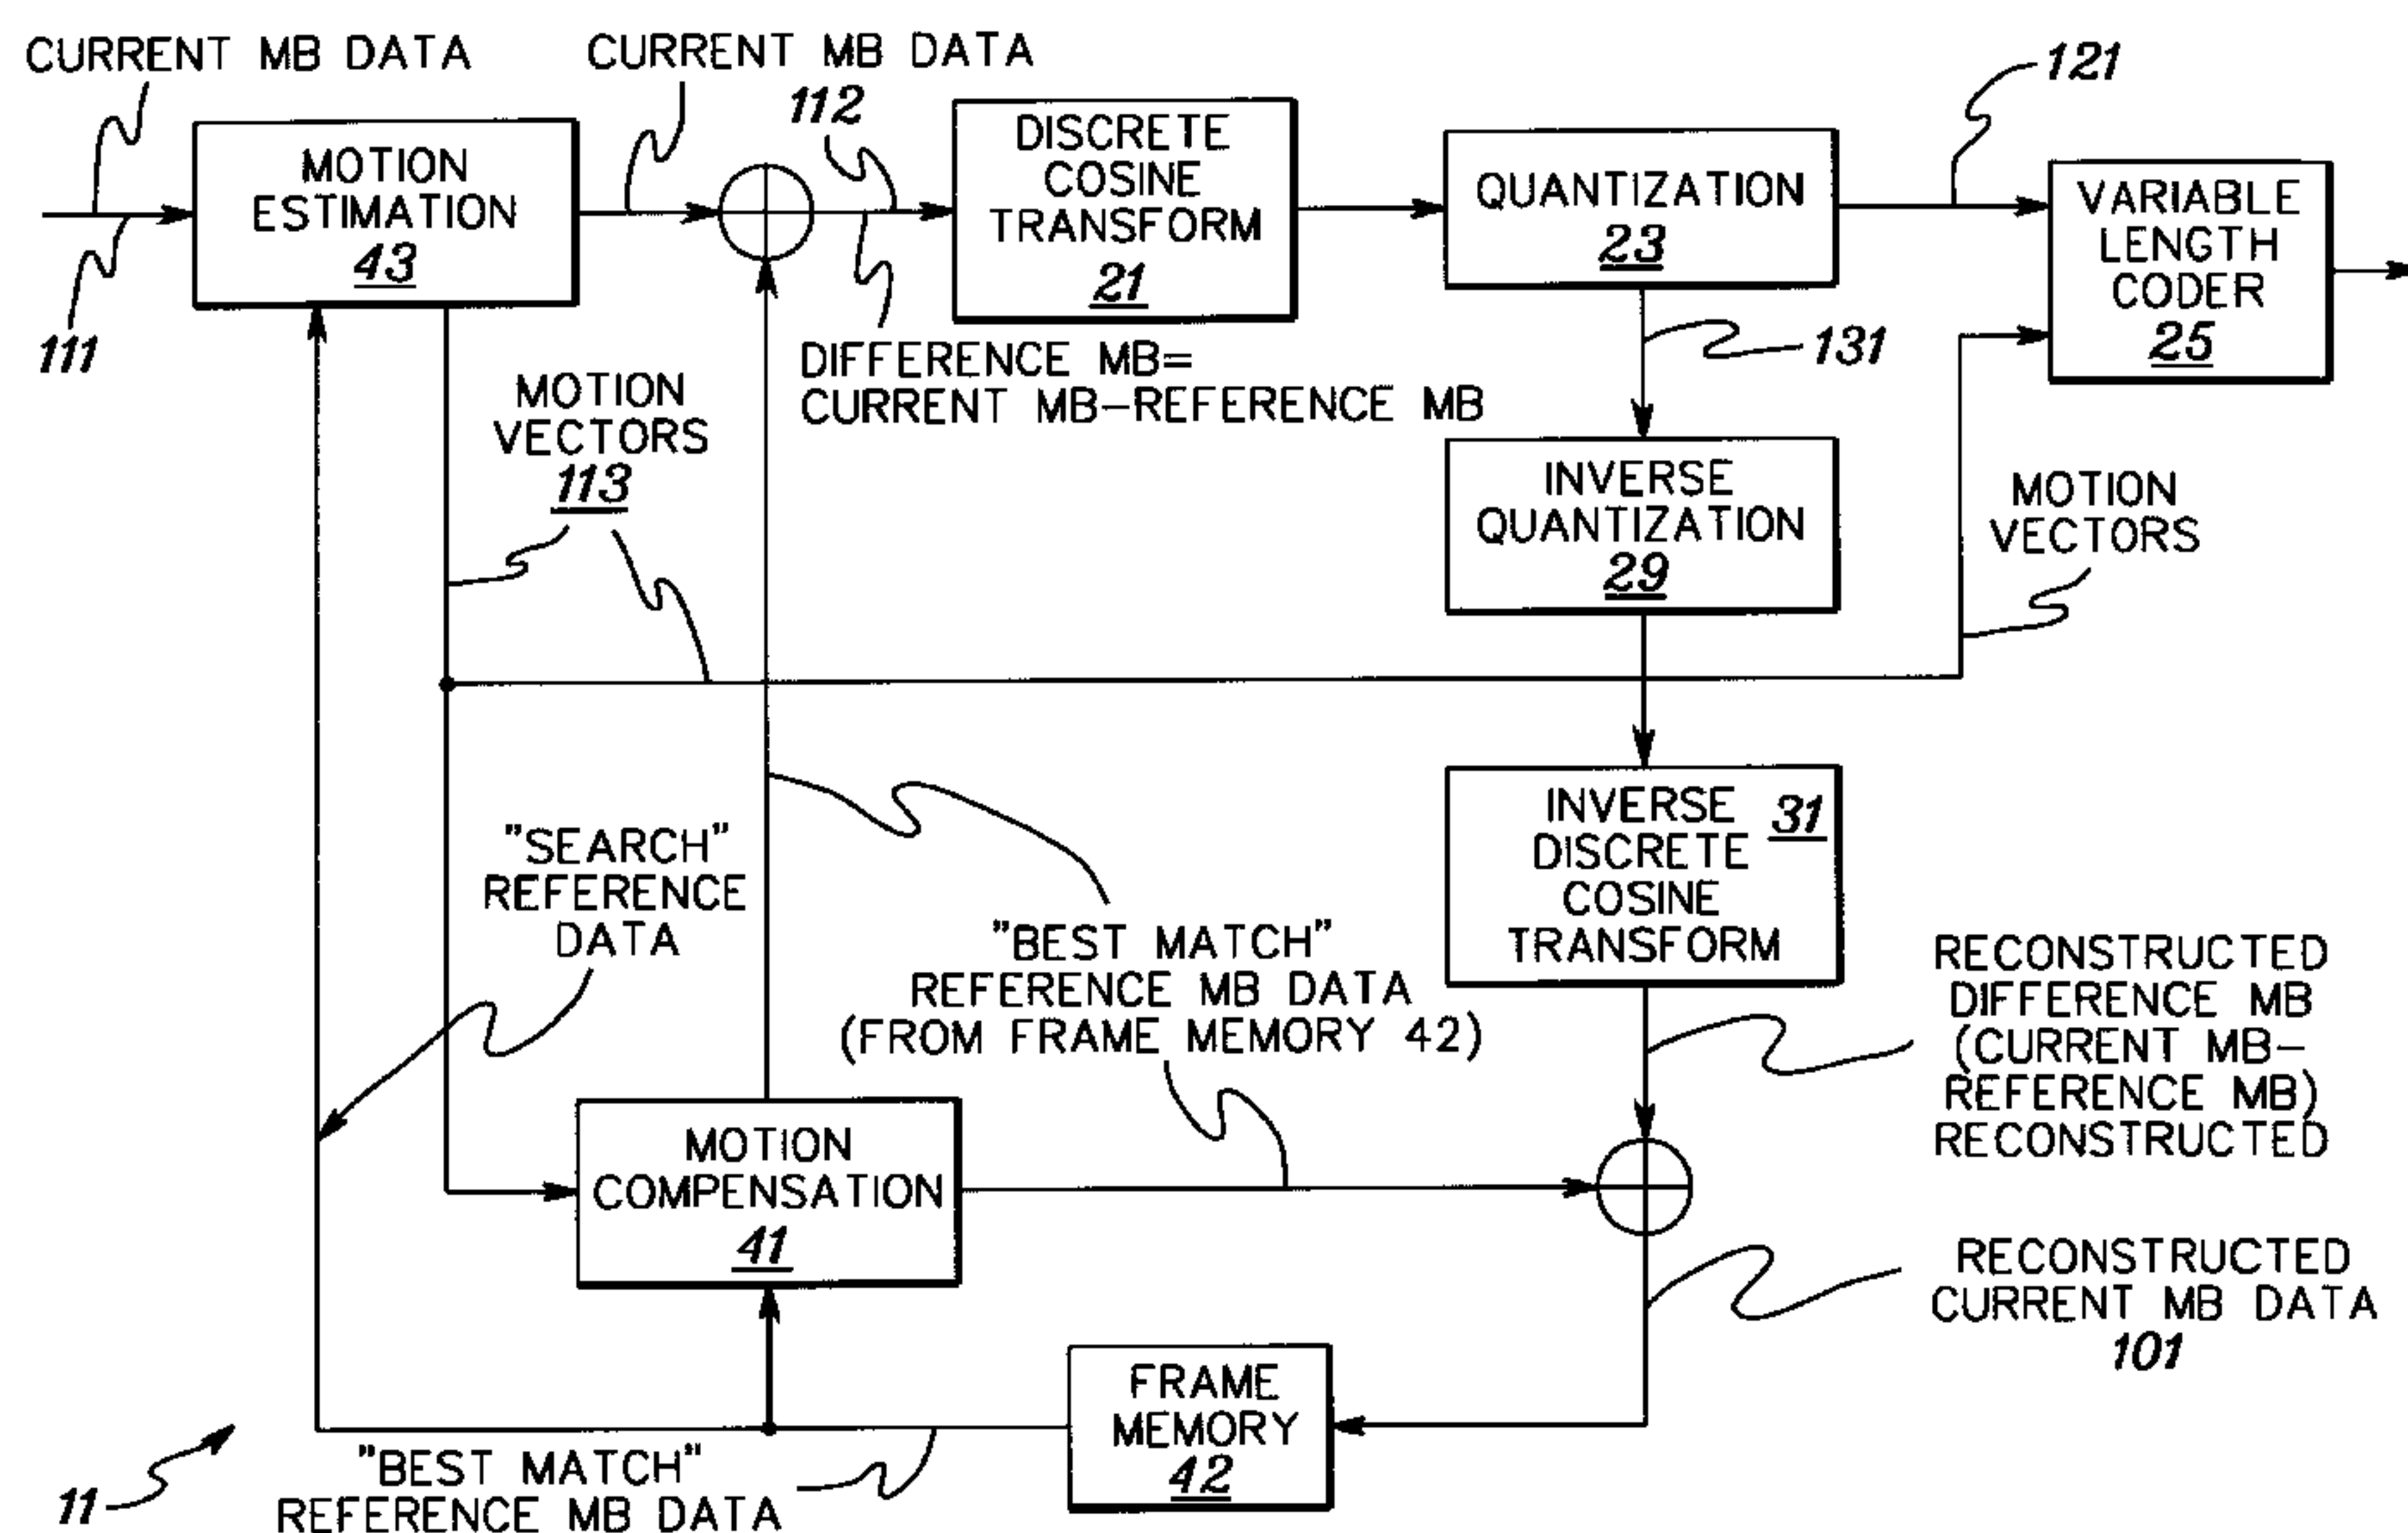 CURRENT MB DATA
CURRENT MB DATA
112
121
111
MOTION
ESTIMATION
43
DISCRETE
COSINE
TRANSFORM
21
QUANTIZATION
23
VARIABLE
LENGTH
CODER
25
131
DIFFERENCE MB=
CURRENT MB-REFERENCE MB
MOTION
VECTORS
113
INVERSE
QUANTIZATION
29
MOTION
VECTORS
INVERSE
DISCRETE
COSINE
TRANSFORM
31
"SEARCH"
REFERENCE
DATA
"BEST MATCH"
REFERENCE MB DATA
(FROM FRAME MEMORY 42)
RECONSTRUCTED
DIFFERENCE MB
(CURRENT MB-
REFERENCE MB)
RECONSTRUCTED
MOTION
COMPENSATION
41
RECONSTRUCTED
CURRENT MB DATA
101
FRAME
MEMORY
42
"BEST MATCH"
REFERENCE MB DATA
11